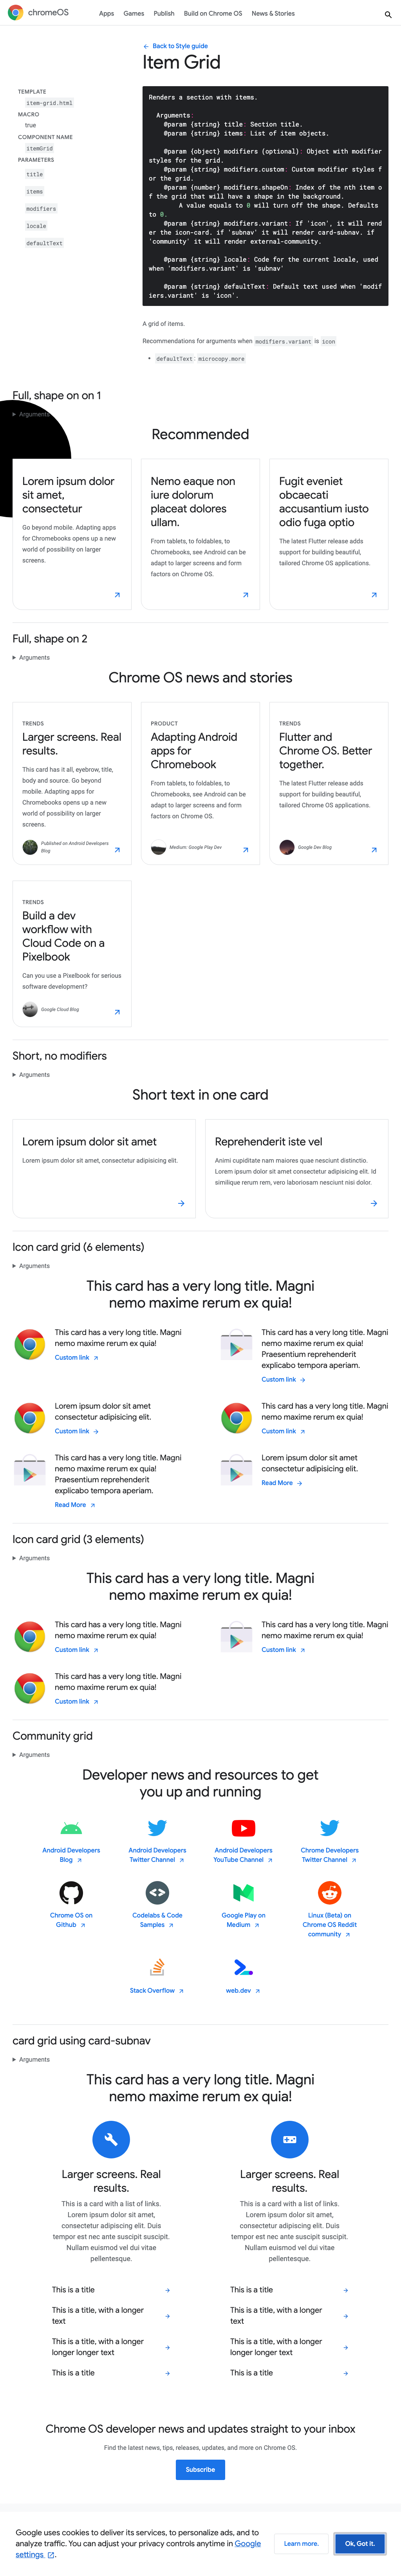 chromeOS
Apps Games Publish Build on Chrome OS News & Stories
Back to Style guide
Item Grid
TEMPLATE
item-grid.html
MACRO
true
COMPONENT NAME
itemGrid
PARAMETERS
title
items
modifiers
locale
defaultText
Renders a section with items.
Arguments:
@param {string} title: Section title.
@param {string} items: List of item objects.
@param {object} modifiers (optional): Object with modifier
styles for the grid.
@param {string} modifiers.custom: Custom modifier styles f
or the grid.
@param {number} modifiers.shapeOn: Index of the nth item o
f the grid that will have a shape in the background.
A value equals to 0 will turn off the shape. Defaults
to 0.
@param {string} modifiers.variant: If 'icon', it will rend
er the icon-card. if 'subnav' it will render card-subnav. if
'community' it will render external-community.
@param {string} locale: Code for the current locale, used
when 'modifiers.variant' is 'subnav'
@param {string} defaultText: Default text used when 'modif
iers.variant' is 'icon'.
A grid of items.
Recommendations for arguments when modifiers.variant is icon
• defaultText: microcopy.more
Full, shape on on 1
Arguments
Recommended
Lorem ipsum dolor
sit amet,
consectetur
Go beyond mobile. Adapting apps
for Chromebooks opens up a new
world of possibility on larger
screens.
Nemo eaque non
iure dolorum
placeat dolores
ullam.
From tablets, to foldables, to
Chromebooks, see Android can be
adapt to larger screens and form
factors on Chrome OS.
Fugit eveniet
obcaecati
accusantium iusto
odio fuga optio
The latest Flutter release adds
support for building beautiful,
tailored Chrome OS applications.
Full, shape on 2
Arguments
Chrome OS news and stories
TRENDS
Larger screens. Real
results.
This card has it all, eyebrow, title,
body and source. Go beyond
mobile. Adapting apps for
Chromebooks opens up a new
world of possibility on larger
screens.
Published on Android Developers
Blog
PRODUCT
Adapting Android
apps for
Chromebook
From tablets, to foldables, to
Chromebooks, see Android can be
adapt to larger screens and form
factors on Chrome OS.
Medium: Google Play Dev
TRENDS
Flutter and
Chrome OS. Better
together.
The latest Flutter release adds
support for building beautiful,
tailored Chrome OS applications.
Google Dev Blog
TRENDS
Build a dev
workflow with
Cloud Code on a
Pixelbook
Can you use a Pixelbook for serious
software development?
Google Cloud Blog
Short, no modifiers
Arguments
Short text in one card
Lorem ipsum dolor sit amet
Lorem ipsum dolor sit amet, consectetur adipisicing elit.
Reprehenderit iste vel
Animi cupiditate nam maiores quae nesciunt distinctio.
Lorem ipsum dolor sit amet consectetur adipisicing elit. Id
similique rerum rem, vero laboriosam nesciunt nisi dolor.
Icon card grid (6 elements)
Arguments
This card has a very long title. Magni
nemo maxime rerum ex quia!
This card has a very long title. Magni
nemo maxime rerum ex quia!
Custom link
This card has a very long title. Magni
nemo maxime rerum ex quia!
Praesentium reprehenderit
explicabo tempora aperiam.
Custom link
Lorem ipsum dolor sit amet
consectetur adipisicing elit.
Custom link
This card has a very long title. Magni
nemo maxime rerum ex quia!
Custom link
This card has a very long title. Magni
nemo maxime rerum ex quia!
Praesentium reprehenderit
explicabo tempora aperiam.
Read More
Lorem ipsum dolor sit amet
consectetur adipisicing elit.
Read More
Icon card grid (3 elements)
Arguments
This card has a very long title. Magni
nemo maxime rerum ex quia!
This card has a very long title. Magni
nemo maxime rerum ex quia!
Custom link
This card has a very long title. Magni
nemo maxime rerum ex quia!
Custom link
This card has a very long title. Magni
nemo maxime rerum ex quia!
Custom link
Community grid
Arguments
Developer news and resources to get
you up and running
Android Developers
Blog
Android Developers
Twitter Channel
Android Developers
YouTube Channel
Chrome Developers
Twitter Channel
Chrome OS on
Github
Codelabs & Code
Samples
Google Play on
Medium
Linux (Beta) on
Chrome OS Reddit
community
Stack Overflow
web.dev
card grid using card-subnav
Arguments
This card has a very long title. Magni
nemo maxime rerum ex quia!
Larger screens. Real
results.
This is a card with a list of links.
Lorem ipsum dolor sit amet,
consectetur adipisicing elit. Duis
tempor est nec ante suscipit suscipit.
Nullam euismod vel dui vitae
pellentesque.
This is a title
This is a title, with a longer
text
This is a title, with a longer
longer longer text
This is a title
Larger screens. Real
results.
This is a card with a list of links.
Lorem ipsum dolor sit amet,
consectetur adipisicing elit. Duis
tempor est nec ante suscipit suscipit.
Nullam euismod vel dui vitae
pellentesque.
This is a title
This is a title, with a longer
text
This is a title, with a longer
longer longer text
This is a title
Chrome OS developer news and updates straight to your inbox
Find the latest news, tips, releases, updates, and more on Chrome OS.
Subscribe
Google uses cookies to deliver its services, to personalize ads, and to
analyze traffic. You can adjust your privacy controls anytime in Google
settings.
Learn more.
Ok, Got it.